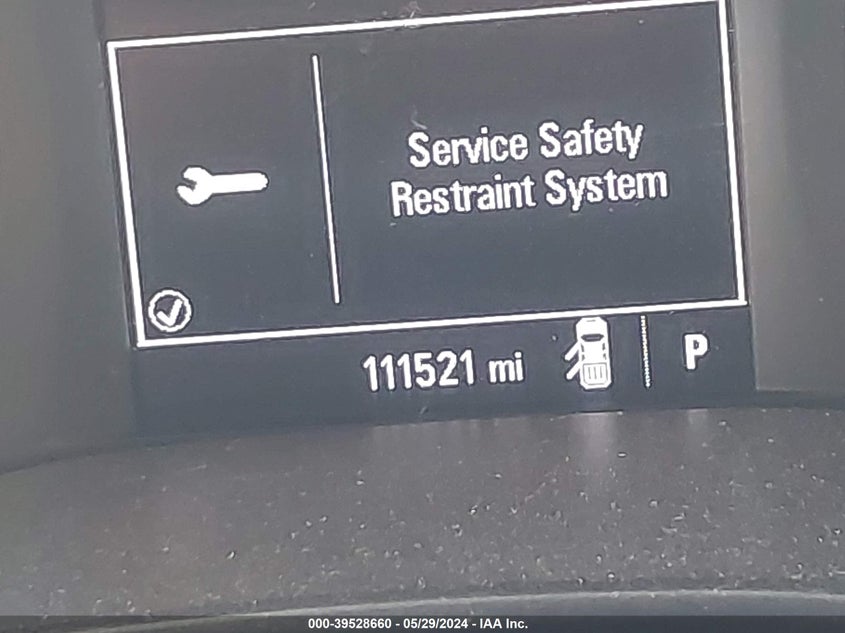 Service Safety
Restraint System
111521 mi
P
000-39528660 - 05/29/2024 - IAA Inc.